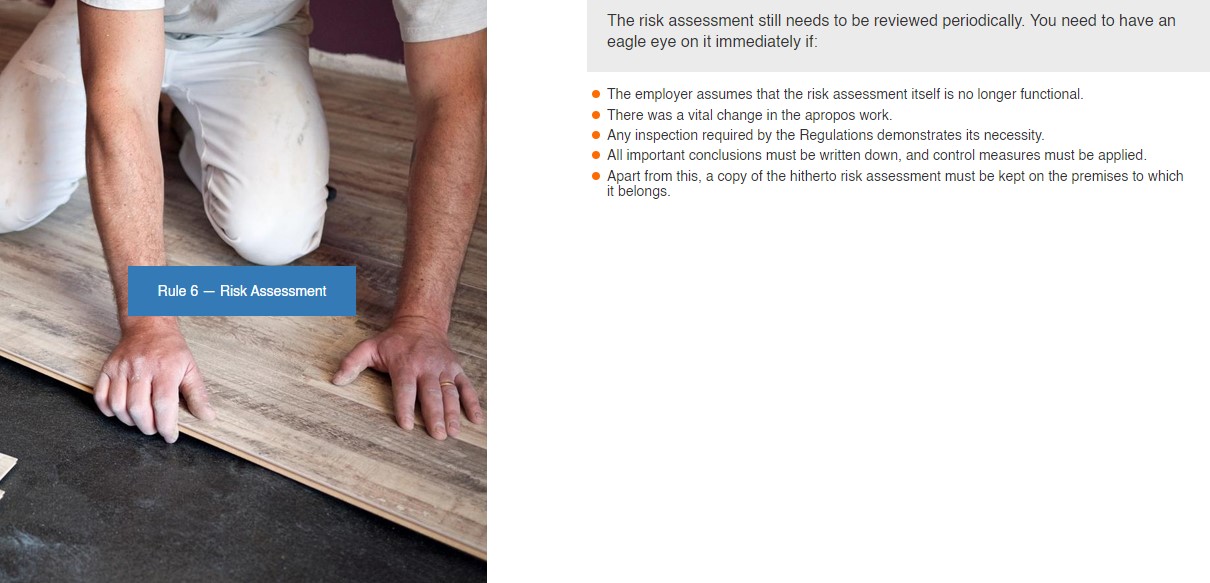 The risk assessment still needs to be reviewed periodically. You need to have an
eagle eye on it immediately if:
The employer assumes that the risk assessment itself is no longer functional.
There was a vital change in the apropos work.
Any inspection required by the Regulations demonstrates its necessity.
All important conclusions must be written down, and control measures must be applied.
Apart from this, a copy of the hitherto risk assessment must be kept on the premises to which
it belongs.
Rule 6 — Risk Assessment